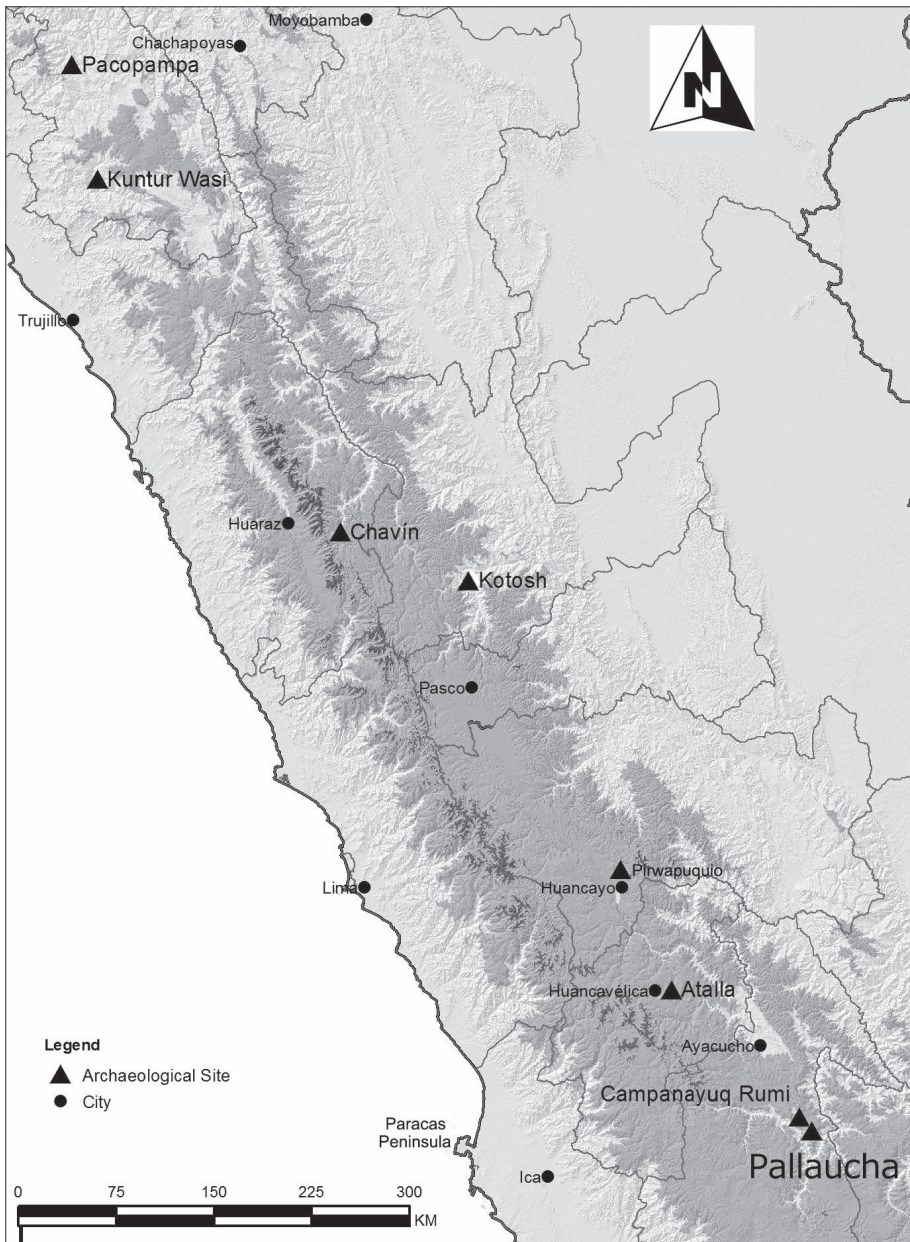 Moyobamba
Chachapoyas
Pacopampa
N
Kuntur Wasi
Trujillo
Huaraz
Chavín
Kotosh
Pasco
Pirwapuquio
Lima
Huancayo
Huancavélica
Atalla
Legend
Archaeological Site
City
Ayacucho
Campanayuq Rumi
Paracas
Peninsula
Pallaucha
Ica
0 75 150 225 300
KM